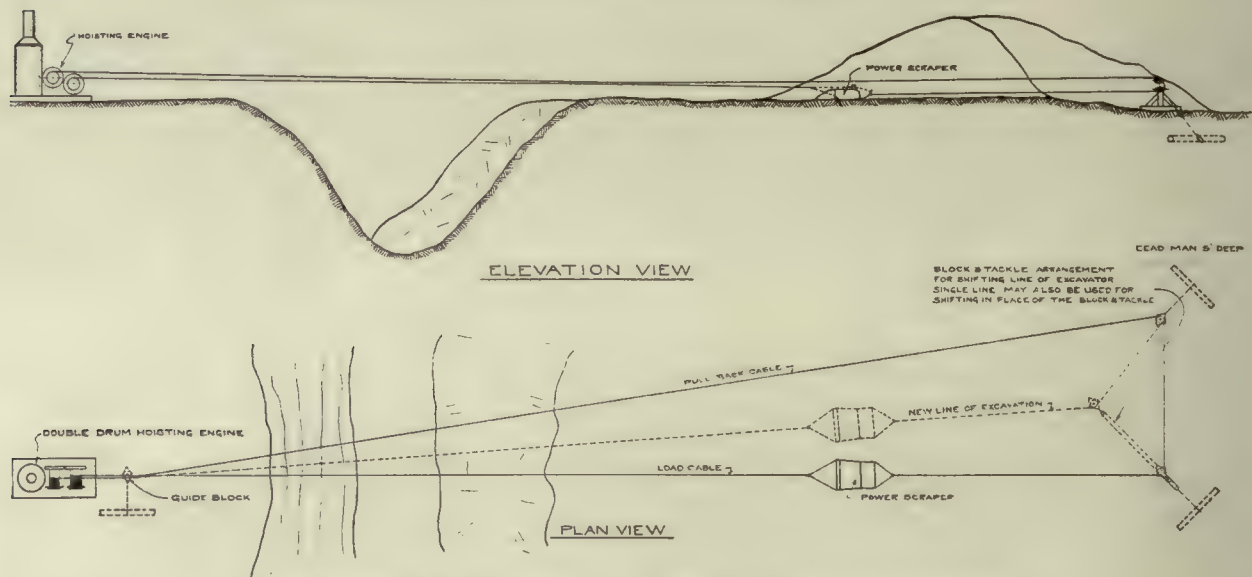 HOISTING ENGINE
POWER SCRAPER
ELEVATION VIEW
DEAD MAN 5' DEEP
BLOCK & TACKLE ARRANGEMENT
FOR SHIFTING LINE OF EXCAVATOR
SINGLE LINE MAY ALSO BE USED FOR
SHIFTING IN PLACE OF THE BLOCK & TACKLE
PULL BACK CABLE
NEW LINE OF EXCAVATION
DOUBLE DRUM HOISTING ENGINE
LOAD CABLE
GUIDE BLOCK
POWER SCRAPER
PLAN VIEW